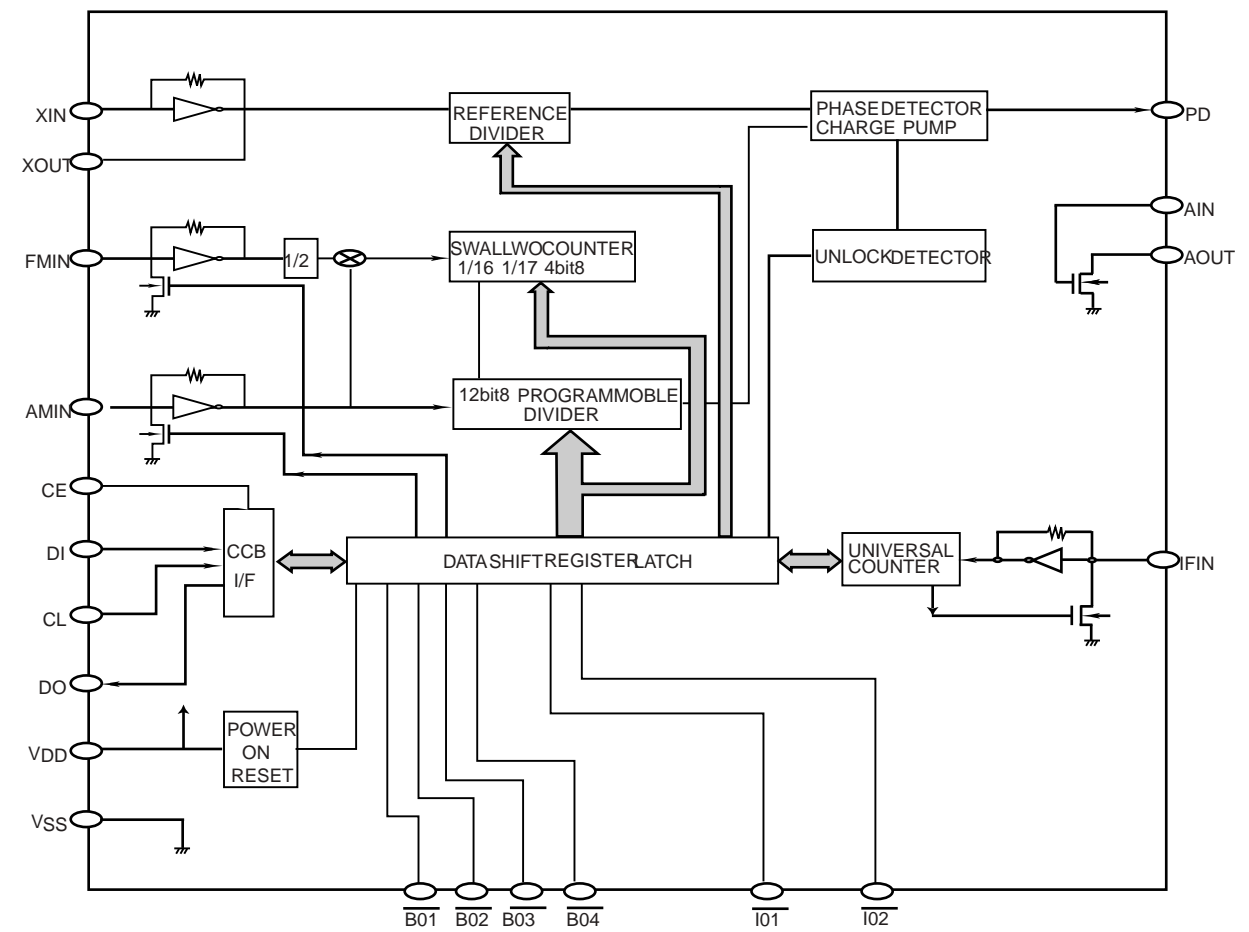 XIN
REFERENCE
DIVIDER
PHASEDETECTOR
CHARGE PUMP
PD
XOUT
AIN
FMIN
1/2
SWALLWOCOUNTER
1/16 1/17 4bit8
UNLOCKDETECTOR
AOUT
AMIN
12bit8 PROGRAMMOBLE
DIVIDER
CE
DI
CCB
I/F
DATASHIFTREGISTERLATCH
UNIVERSAL
COUNTER
IFIN
CL
DO
VDD
POWER
ON
RESET
VSS
B01
B02
B03
B04
I01
I02